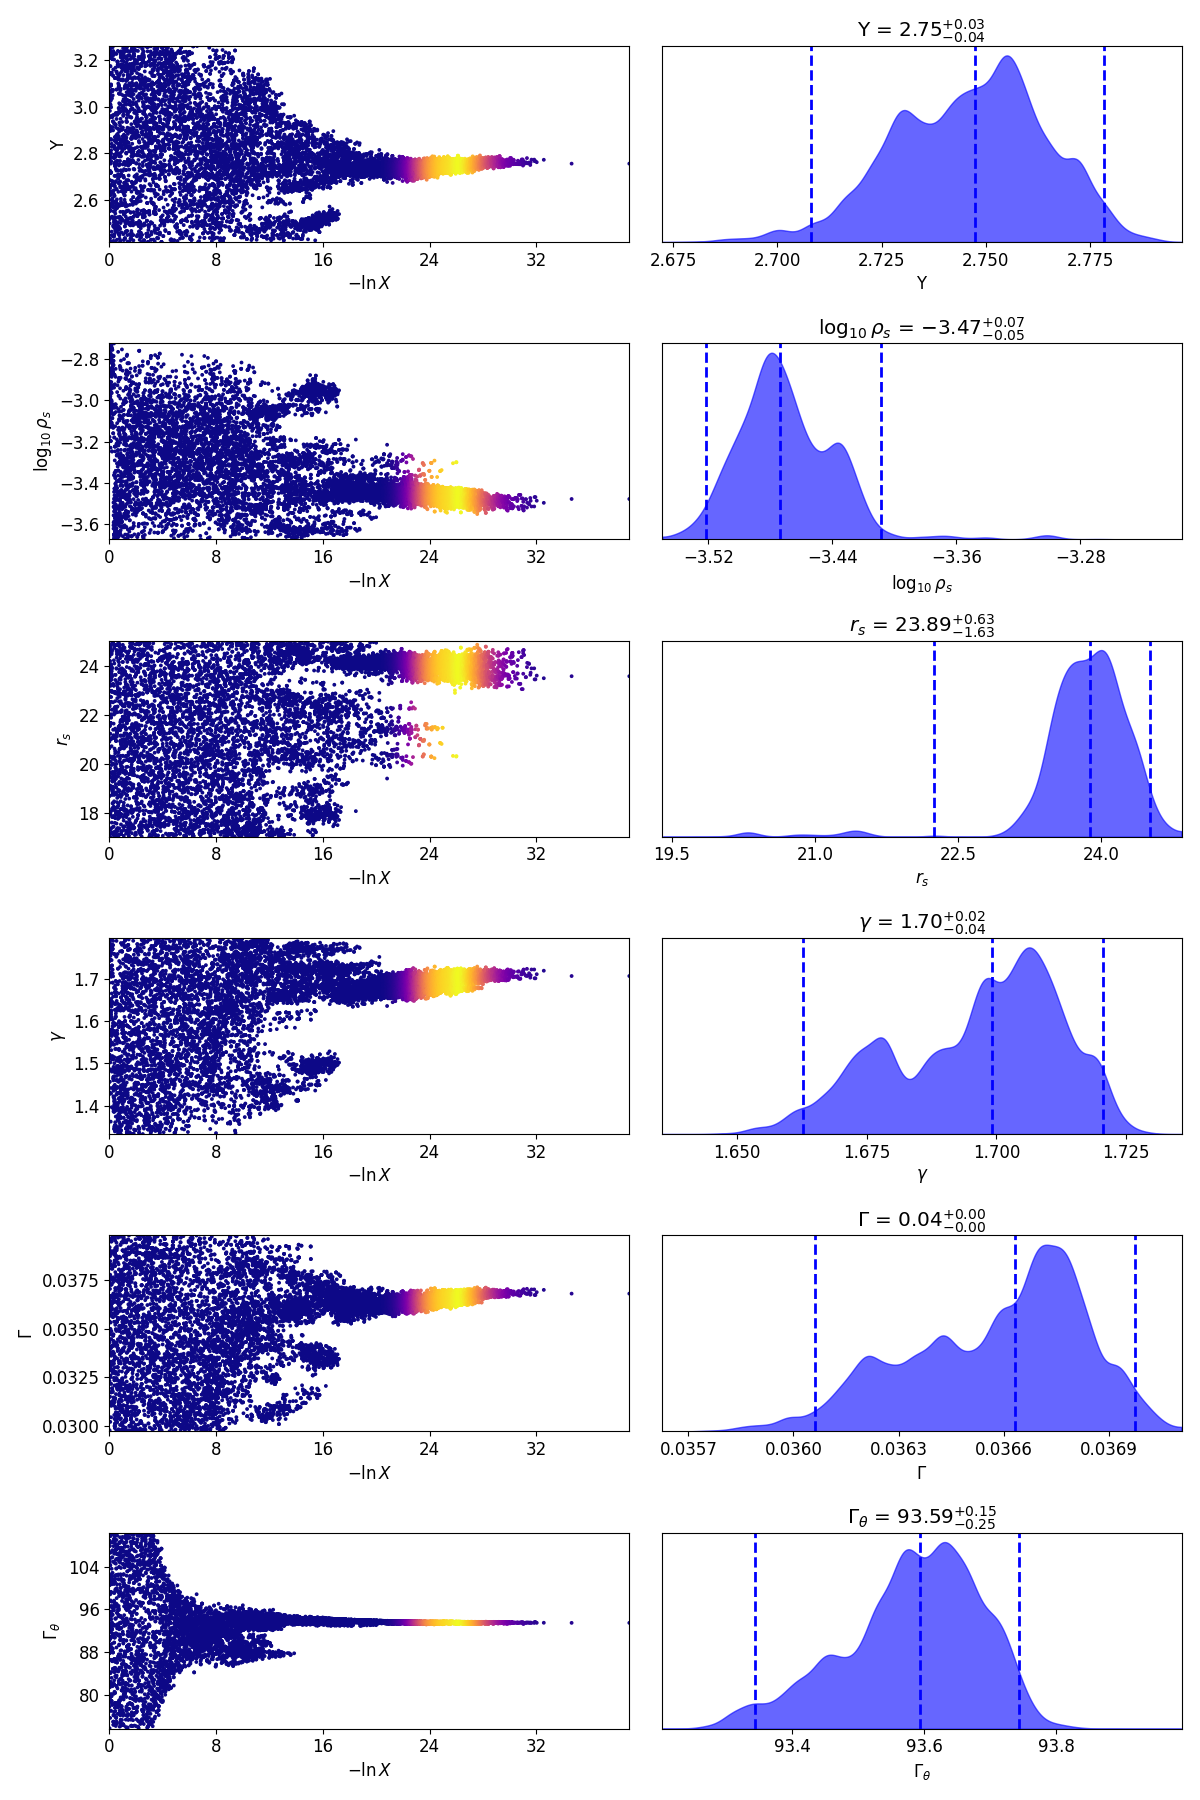 Υ = 2.75+0.03−0.04
3.2
3.0
2.8
2.6
Υ
0 8 16 24 32
−ln X
2.675 2.700 2.725 2.750 2.775
Υ
log10 ρs = −3.47+0.07−0.05
−2.8
−3.0
−3.2
−3.4
−3.6
log10 ρs
0 8 16 24 32
−ln X
−3.52 −3.44 −3.36 −3.28
log10 ρs
rs = 23.89+0.63−1.63
24
22
20
18
rs
0 8 16 24 32
−ln X
19.5 21.0 22.5 24.0
rs
γ = 1.70+0.02−0.04
1.7
1.6
1.5
1.4
γ
0 8 16 24 32
−ln X
1.650 1.675 1.700 1.725
γ
Γ = 0.04+0.00−0.00
0.0375
0.0350
0.0325
0.0300
Γ
0 8 16 24 32
−ln X
0.0357 0.0360 0.0363 0.0366 0.0369
Γ
Γθ = 93.59+0.15−0.25
104
96
88
80
Γθ
0 8 16 24 32
−ln X
93.4 93.6 93.8
Γθ